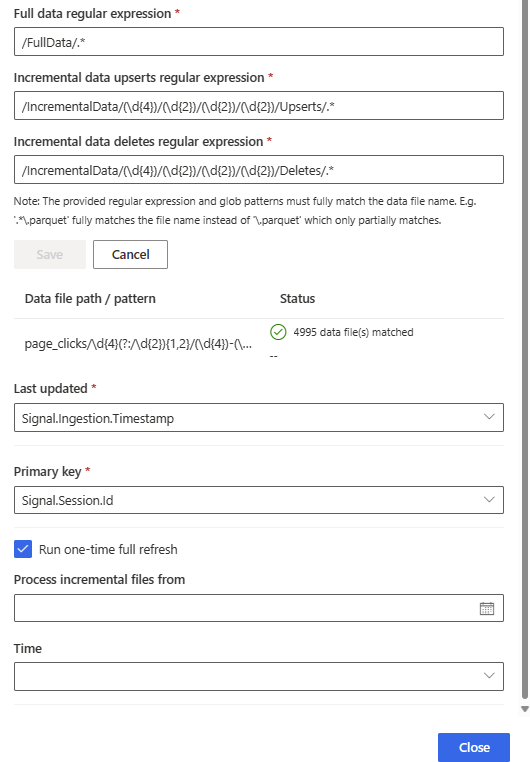 Full data regular expression *
/FullData/.*
Incremental data upserts regular expression *
/IncrementalData/(\d{4})/(\d{2})/(\d{2})/(\d{2})/Upserts/.*
Incremental data deletes regular expression *
/IncrementalData/(\d{4})/(\d{2})/(\d{2})/(\d{2})/Deletes/.*
Note: The provided regular expression and glob patterns must fully match the data file name. E.g.
'.*\.parquet' fully matches the file name instead of '\.parquet' which only partially matches.
Save Cancel
Data file path / pattern Status
page_clicks/\d{4}(?:/\d{2}){1,2}/(\d{4})-(\... 4995 data file(s) matched
--
Last updated *
Signal.Ingestion.Timestamp
Primary key *
Signal.Session.Id
Run one-time full refresh
Process incremental files from
Time
Close